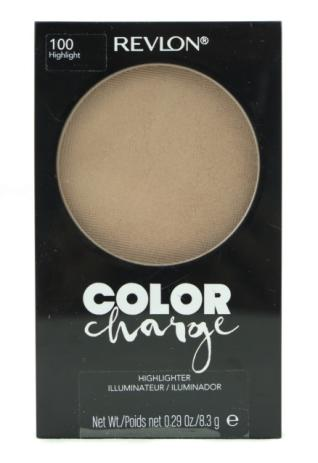 100
Highlight
REVLON®
COLOR
charge
HIGHLIGHTER
ILLUMINATEUR / ILUMINADOR
Net Wt./Poids net 0.29 Oz./8.3 g ℮